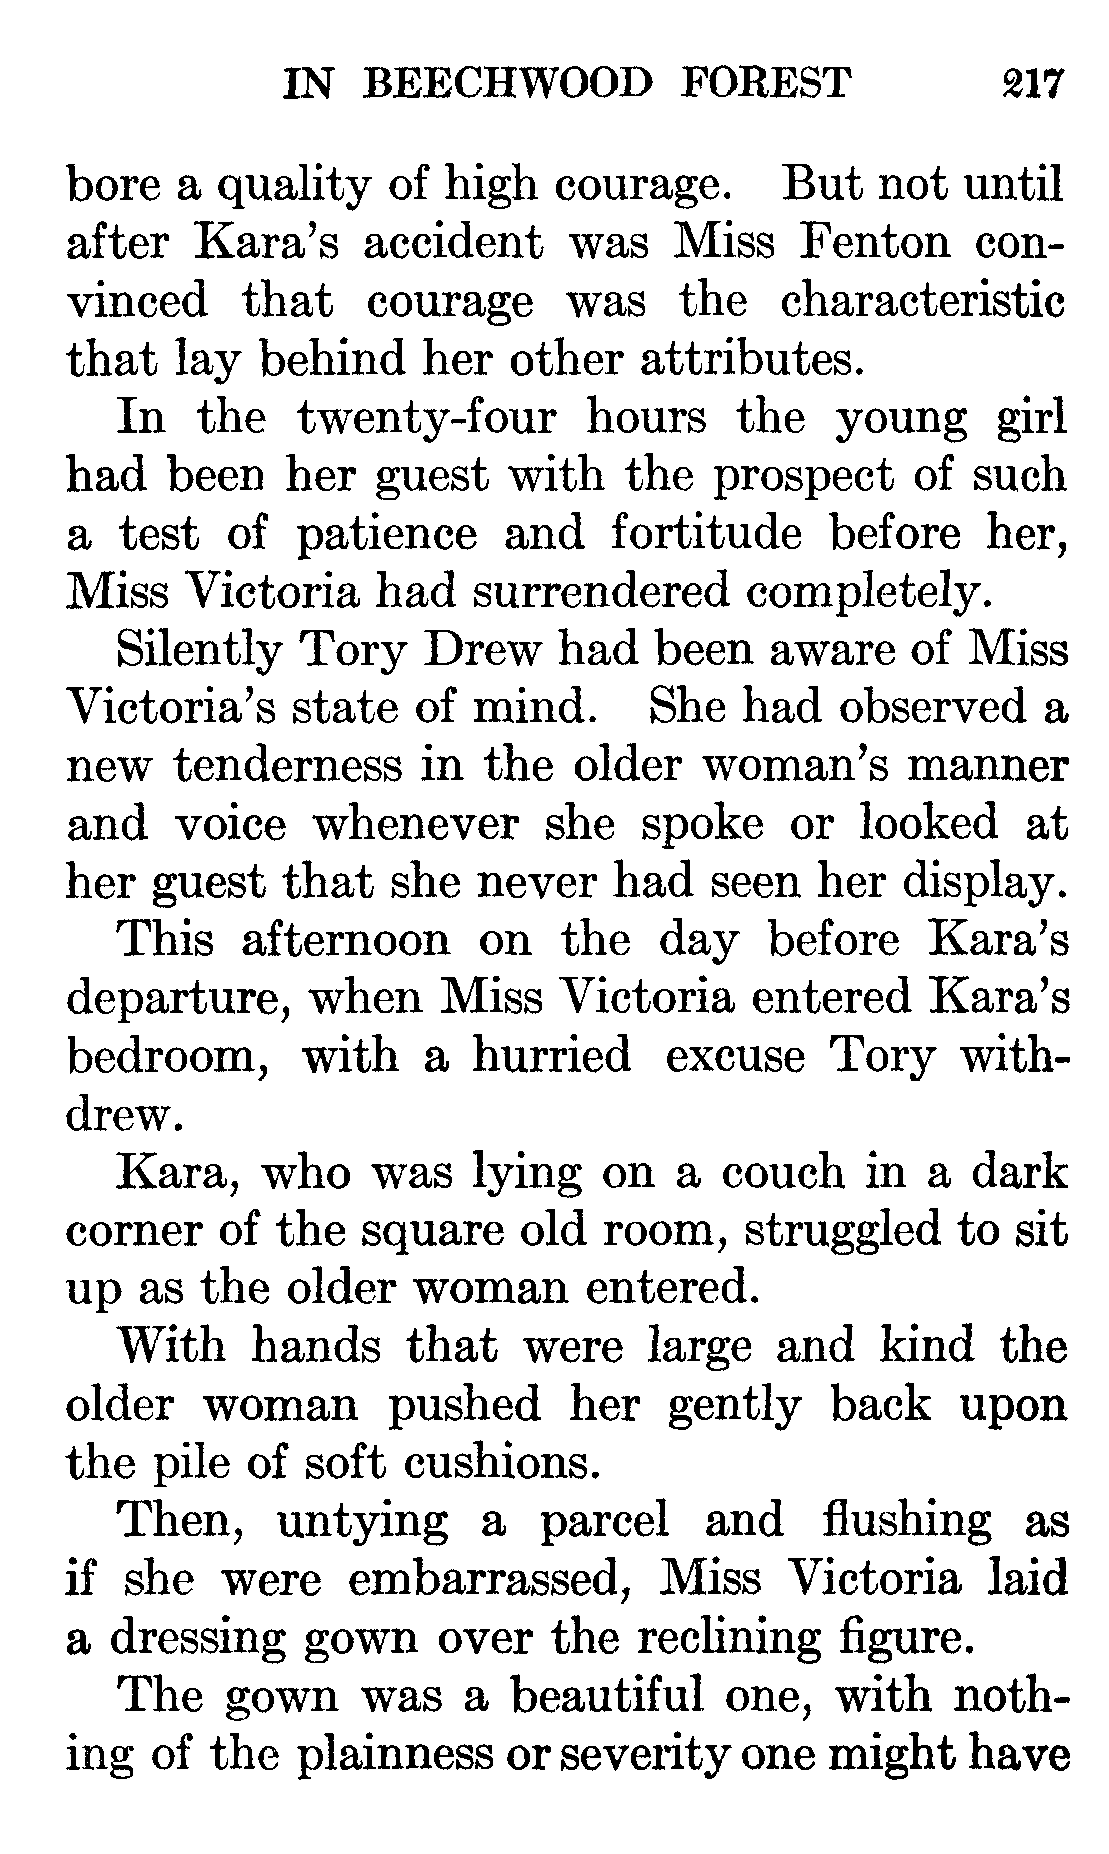 IN BEECHWOOD FOREST 217
bore a quality of high courage. But not until
after Kara's accident was Miss Fenton con-
vinced that courage was the characteristic
that lay behind her other attributes.
In the twenty-four hours the young girl
had been her guest with the prospect of such
a test of patience and fortitude before her,
Miss Victoria had surrendered completely.
Silently Tory Drew had been aware of Miss
Victoria's state of mind. She had observed a
new tenderness in the older woman's manner
and voice whenever she spoke or looked at
her guest that she never had seen her display.
This afternoon on the day before Kara's
departure, when Miss Victoria entered Kara's
bedroom, with a hurried excuse Tory with-
drew.
Kara, who was lying on a couch in a dark
corner of the square old room, struggled to sit
up as the older woman entered.
With hands that were large and kind the
older woman pushed her gently back upon
the pile of soft cushions.
Then, untying a parcel and flushing as
if she were embarrassed, Miss Victoria laid
a dressing gown over the reclining figure.
The gown was a beautiful one, with noth-
ing of the plainness or severity one might have